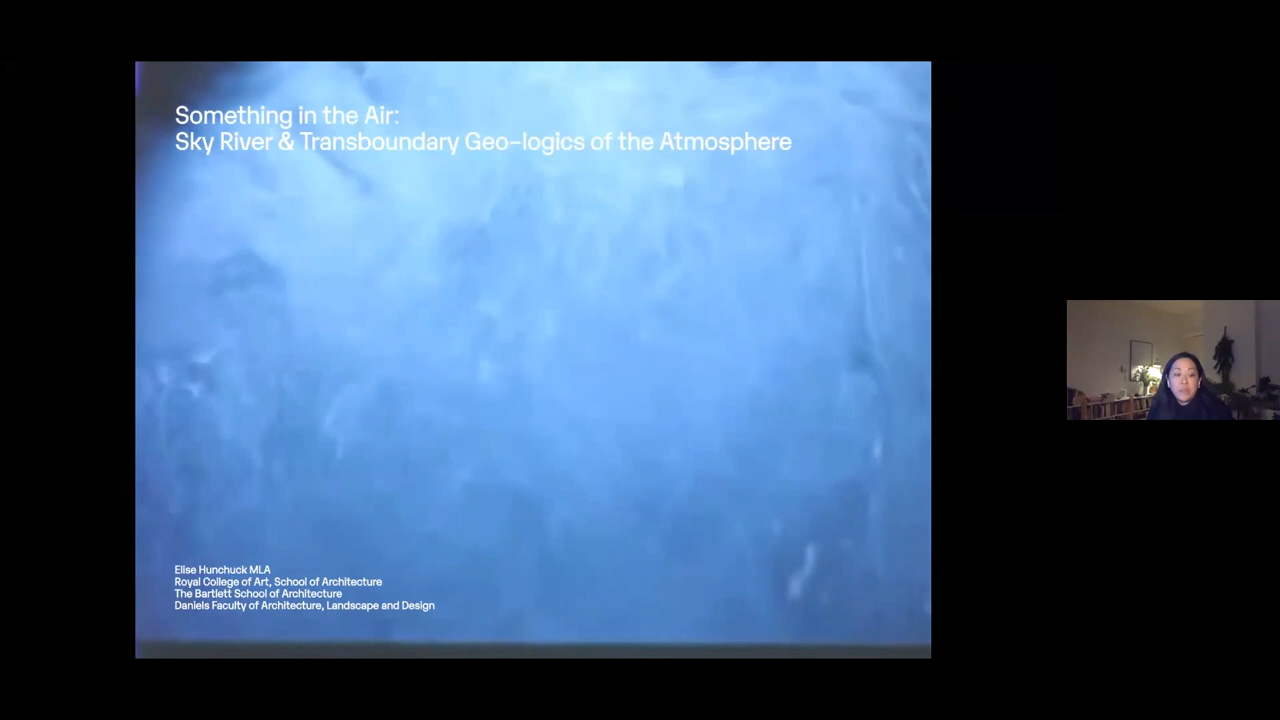 Something in the Air:
Sky River & Transboundary Geo-logics of the Atmosphere
Elise Hunchuck MLA
Royal College of Art, School of Architecture
The Bartlett School of Architecture
Daniels Faculty of Architecture, Landscape and Design